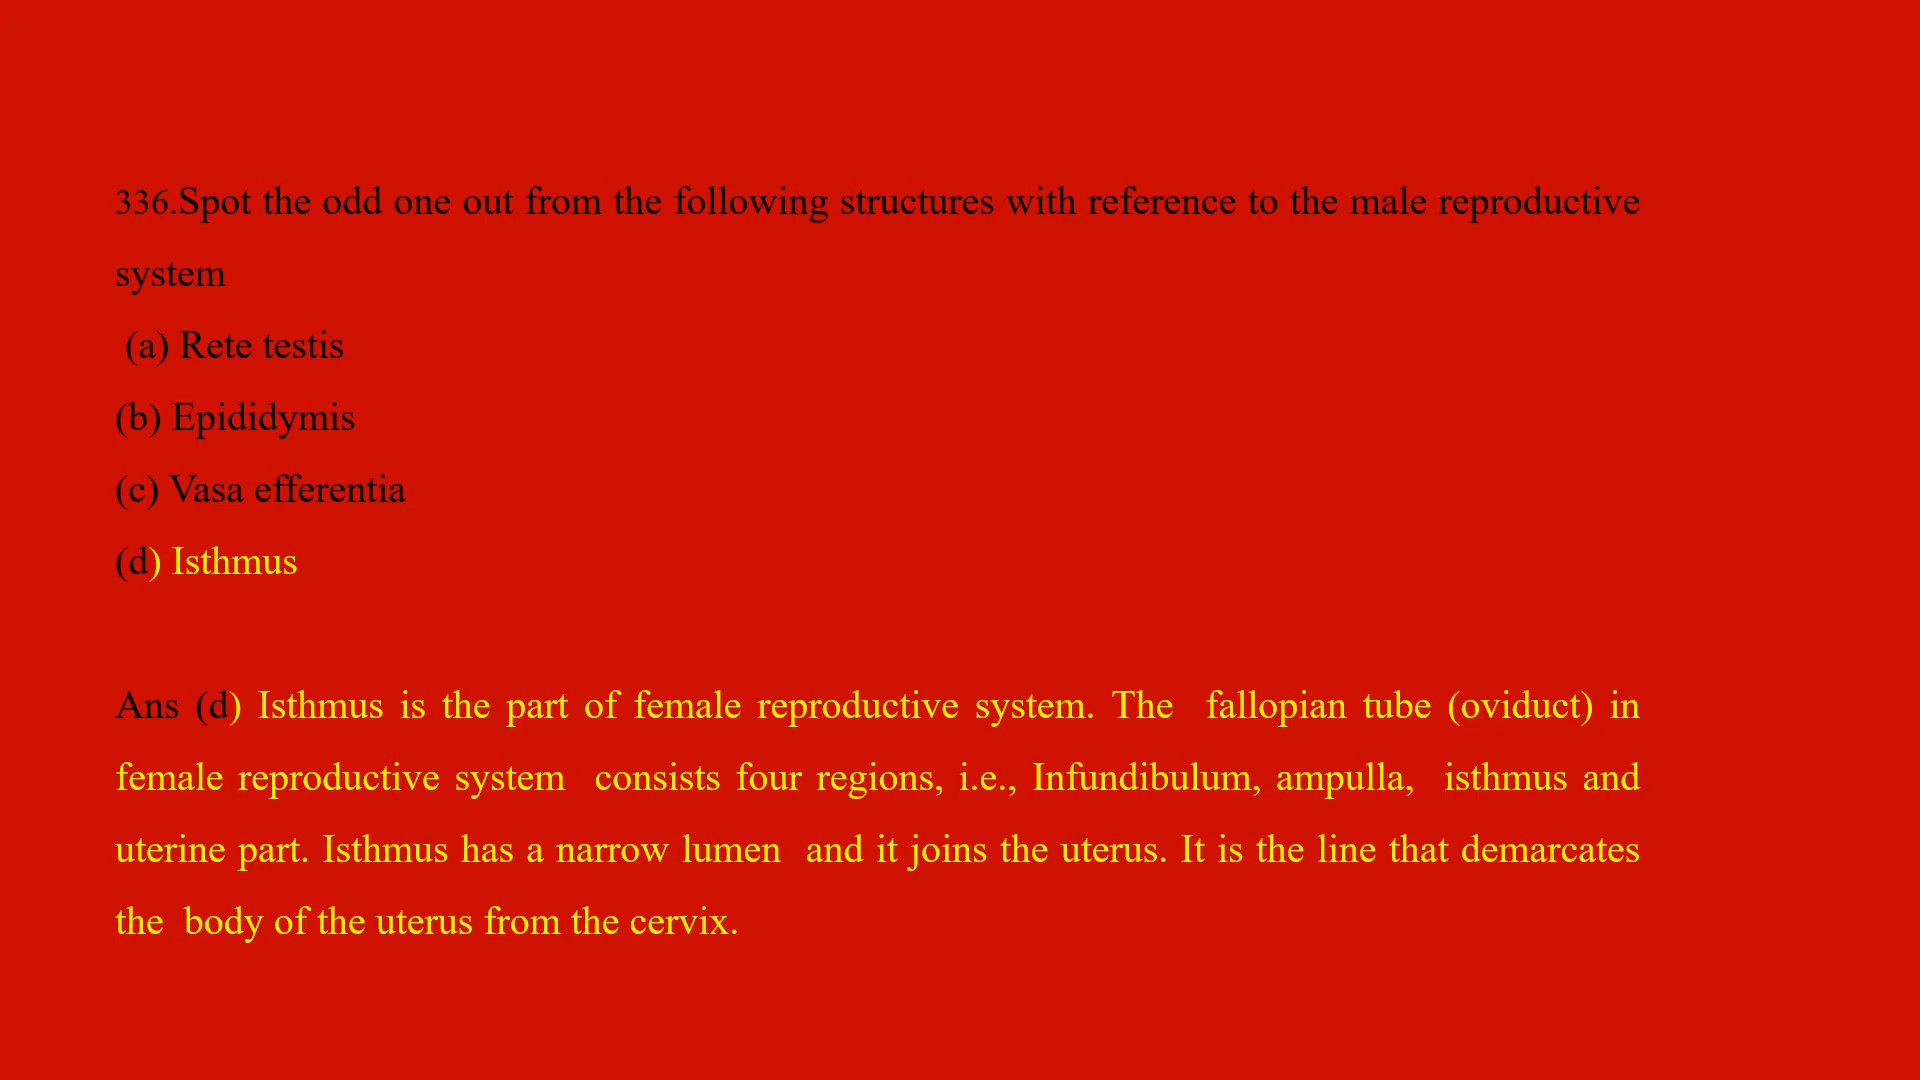 336.Spot the odd one out from the following structures with reference to the male reproductive
system
(a) Rete testis
(b) Epididymis
(c) Vasa efferentia
(d) Isthmus
Ans (d) Isthmus is the part of female reproductive system. The fallopian tube (oviduct) in
female reproductive system consists four regions, i.e., Infundibulum, ampulla, isthmus and
uterine part. Isthmus has a narrow lumen and it joins the uterus. It is the line that demarcates
the body of the uterus from the cervix.